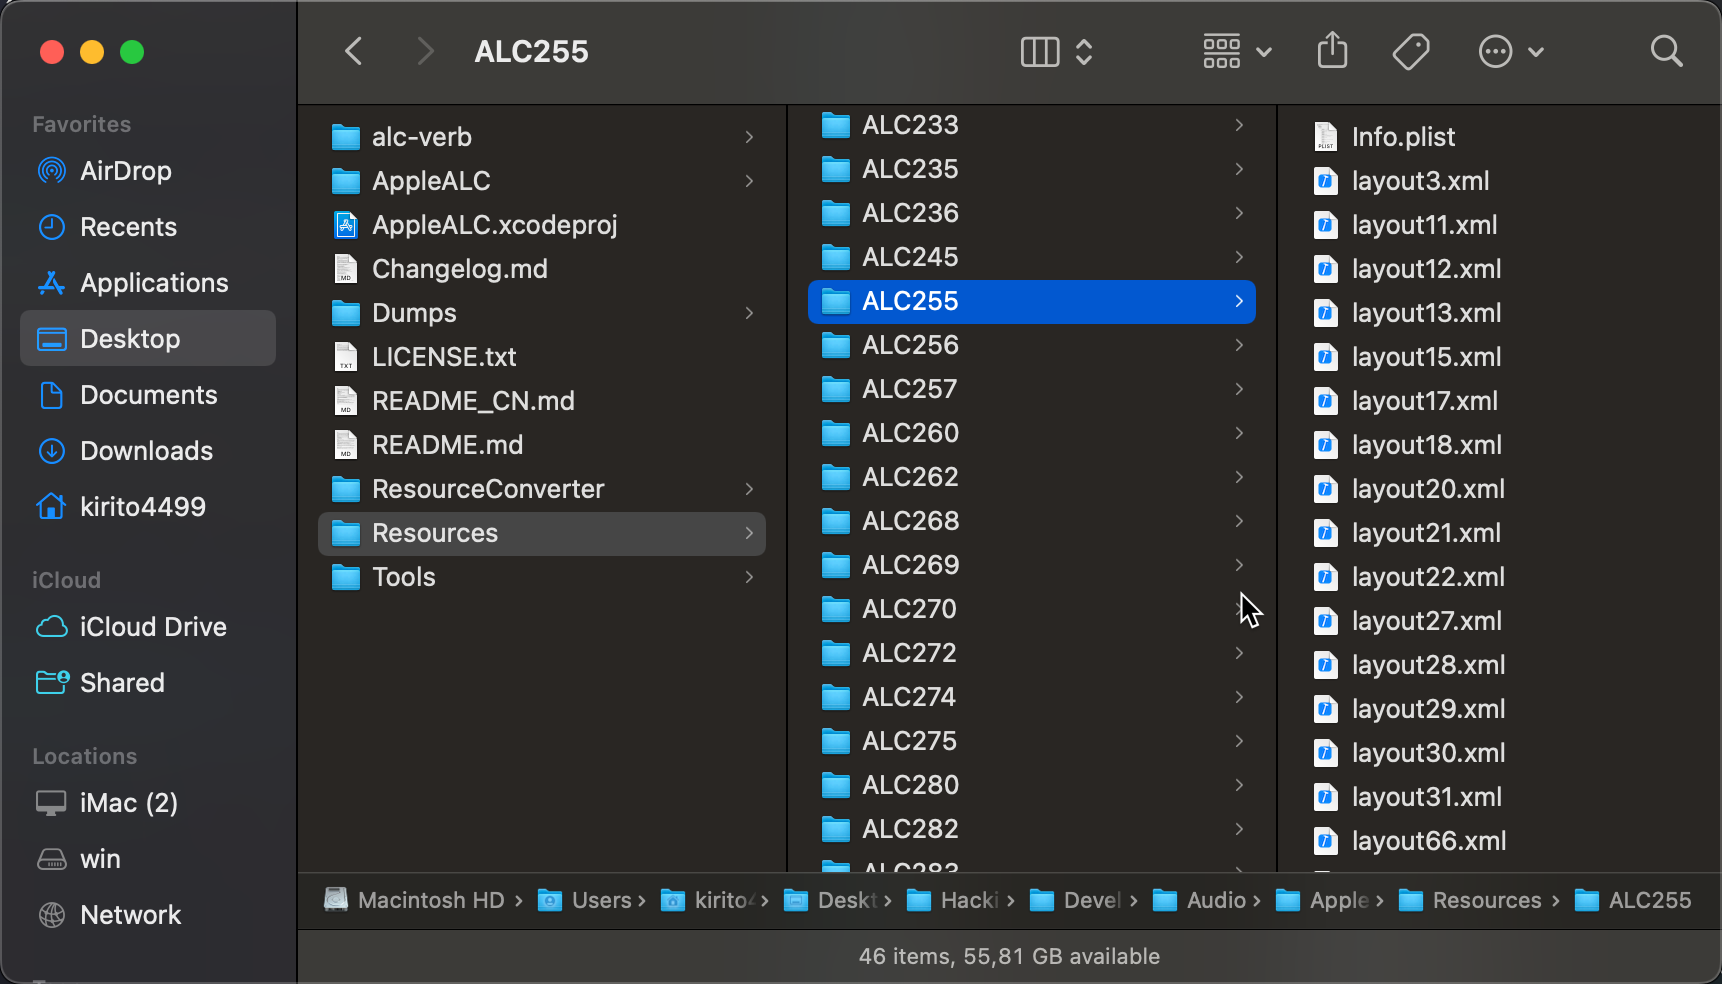 ALC255
Favorites
AirDrop
Recents
Applications
Desktop
Documents
Downloads
kirito4499
iCloud
iCloud Drive
Shared
Locations
iMac (2)
win
Network
alc-verb
AppleALC
AppleALC.xcodeproj
Changelog.md
Dumps
LICENSE.txt
README_CN.md
README.md
ResourceConverter
Resources
Tools
ALC233
ALC235
ALC236
ALC245
ALC255
ALC256
ALC257
ALC260
ALC262
ALC268
ALC269
ALC270
ALC272
ALC274
ALC275
ALC280
ALC282
ALC283
Info.plist
layout3.xml
layout11.xml
layout12.xml
layout13.xml
layout15.xml
layout17.xml
layout18.xml
layout20.xml
layout21.xml
layout22.xml
layout27.xml
layout28.xml
layout29.xml
layout30.xml
layout31.xml
layout66.xml
Macintosh HD › Users › kirito4 › Deskt › Hacki › Devel › Audio › Apple › Resources › ALC255
46 items, 55,81 GB available